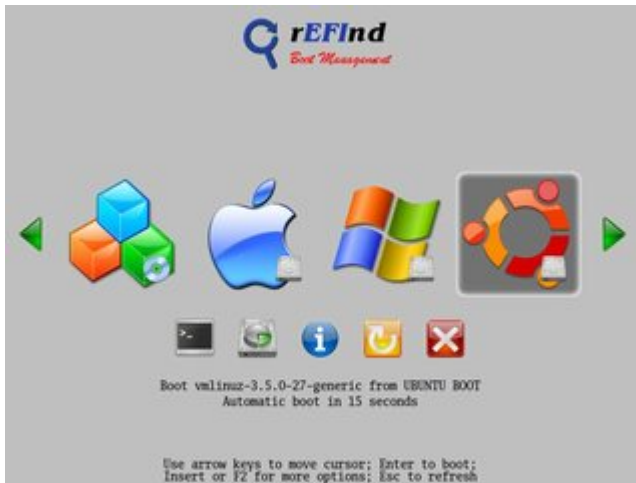 rEFInd
Boot Management
Boot vmlinuz-3.5.0-27-generic from UBUNTU BOOT
Automatic boot in 15 seconds
Use arrow keys to move cursor; Enter to boot;
Insert or F2 for more options; Esc to refresh